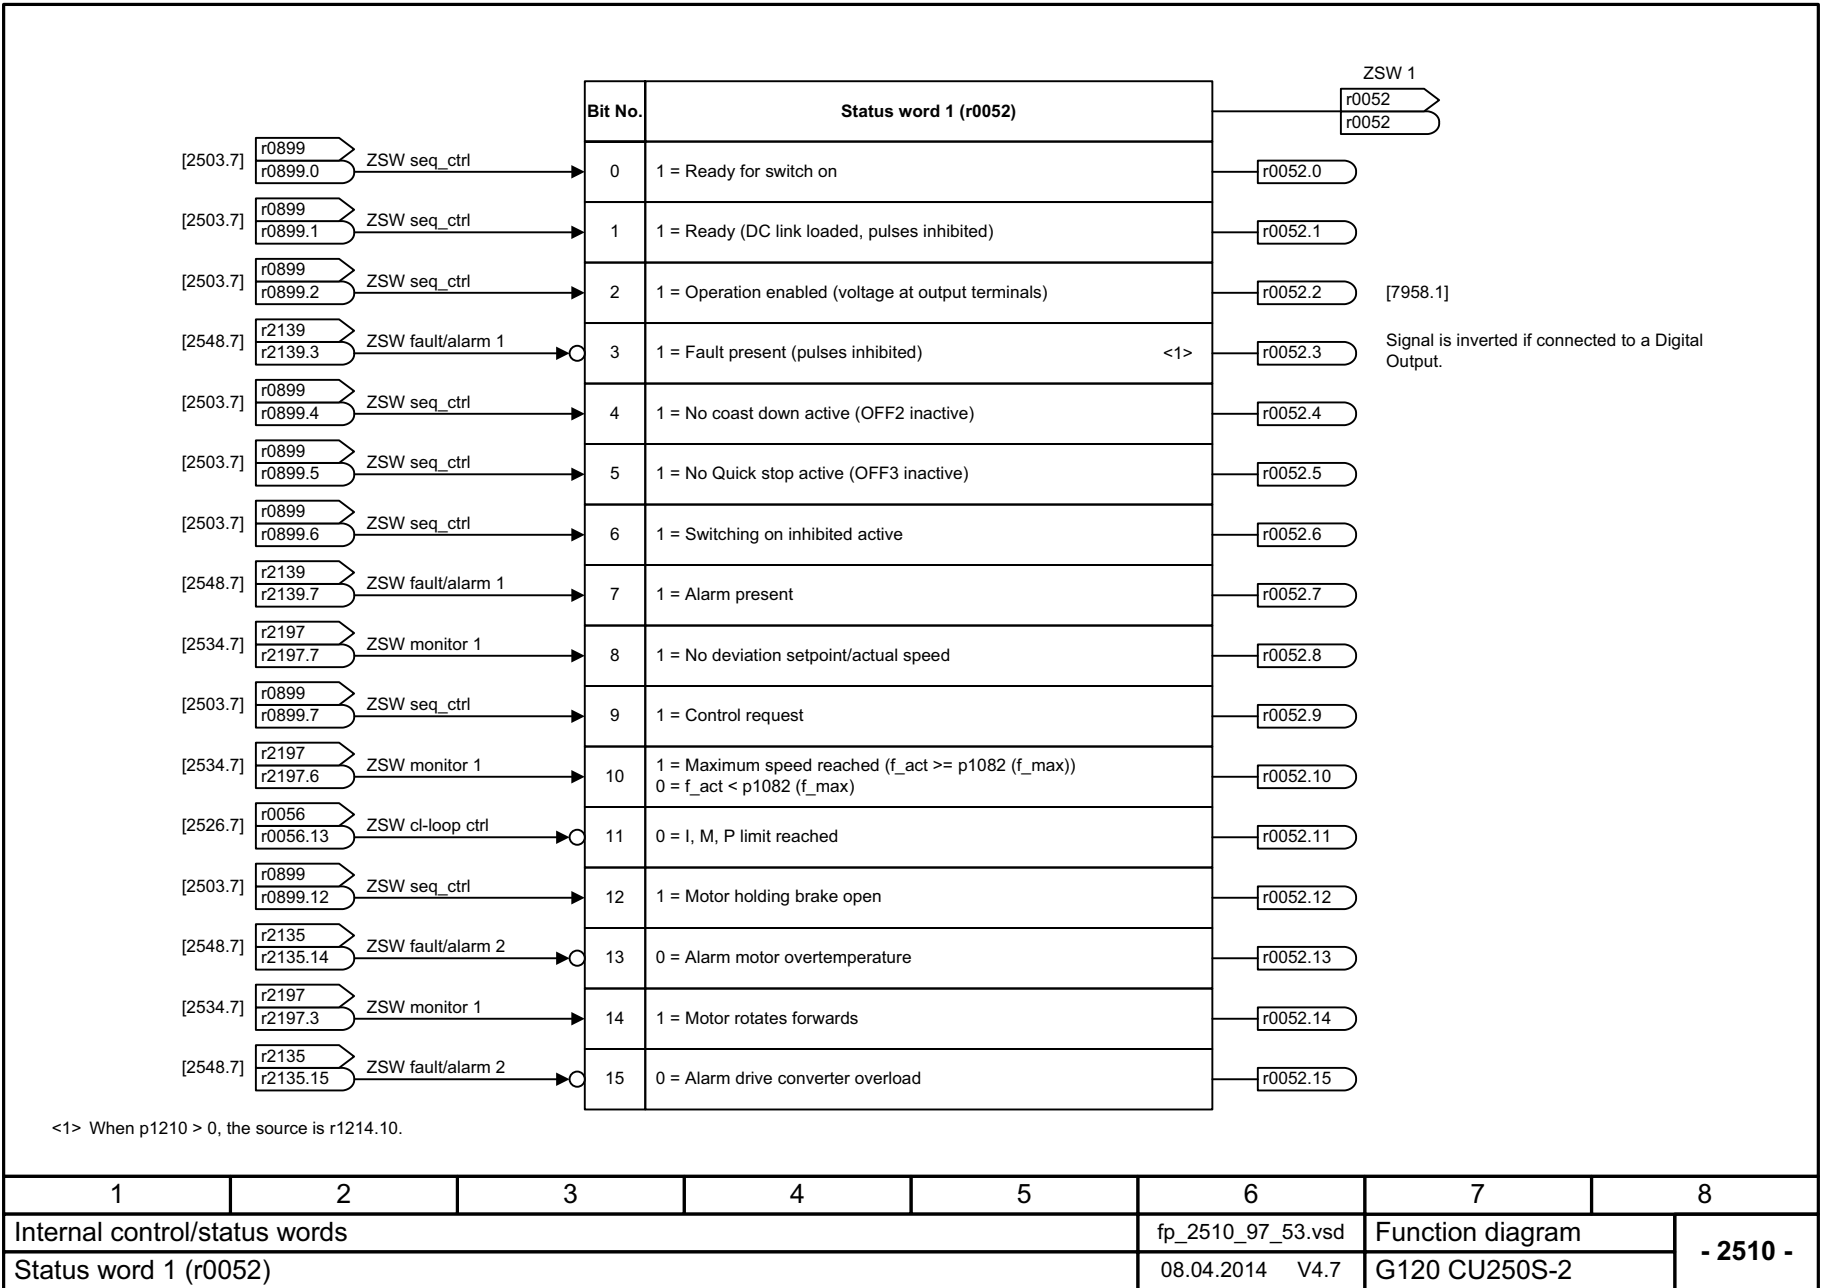 ZSW 1
r0052
r0052
Bit No. Status word 1 (r0052)
[2503.7] r0899 ZSW seq_ctrl
r0899.0 0 1 = Ready for switch on r0052.0
[2503.7] r0899 ZSW seq_ctrl
r0899.1 1 1 = Ready (DC link loaded, pulses inhibited) r0052.1
[2503.7] r0899 ZSW seq_ctrl
r0899.2 2 1 = Operation enabled (voltage at output terminals) r0052.2 [7958.1]
[2548.7] r2139 ZSW fault/alarm 1
r2139.3 3 1 = Fault present (pulses inhibited) <1> r0052.3 Signal is inverted if connected to a Digital
Output.
[2503.7] r0899 ZSW seq_ctrl
r0899.4 4 1 = No coast down active (OFF2 inactive) r0052.4
[2503.7] r0899 ZSW seq_ctrl
r0899.5 5 1 = No Quick stop active (OFF3 inactive) r0052.5
[2503.7] r0899 ZSW seq_ctrl
r0899.6 6 1 = Switching on inhibited active r0052.6
[2548.7] r2139 ZSW fault/alarm 1
r2139.7 7 1 = Alarm present r0052.7
[2534.7] r2197 ZSW monitor 1
r2197.7 8 1 = No deviation setpoint/actual speed r0052.8
[2503.7] r0899 ZSW seq_ctrl
r0899.7 9 1 = Control request r0052.9
[2534.7] r2197 ZSW monitor 1
r2197.6 10 1 = Maximum speed reached (f_act >= p1082 (f_max)) r0052.10
0 = f_act < p1082 (f_max)
[2526.7] r0056 ZSW cl-loop ctrl
r0056.13 11 0 = I, M, P limit reached r0052.11
[2503.7] r0899 ZSW seq_ctrl
r0899.12 12 1 = Motor holding brake open r0052.12
[2548.7] r2135 ZSW fault/alarm 2
r2135.14 13 0 = Alarm motor overtemperature r0052.13
[2534.7] r2197 ZSW monitor 1
r2197.3 14 1 = Motor rotates forwards r0052.14
[2548.7] r2135 ZSW fault/alarm 2
r2135.15 15 0 = Alarm drive converter overload r0052.15
<1> When p1210 > 0, the source is r1214.10.
1 2 3 4 5 6 7 8
Internal control/status words fp_2510_97_53.vsd Function diagram - 2510 -
Status word 1 (r0052) 08.04.2014 V4.7 G120 CU250S-2